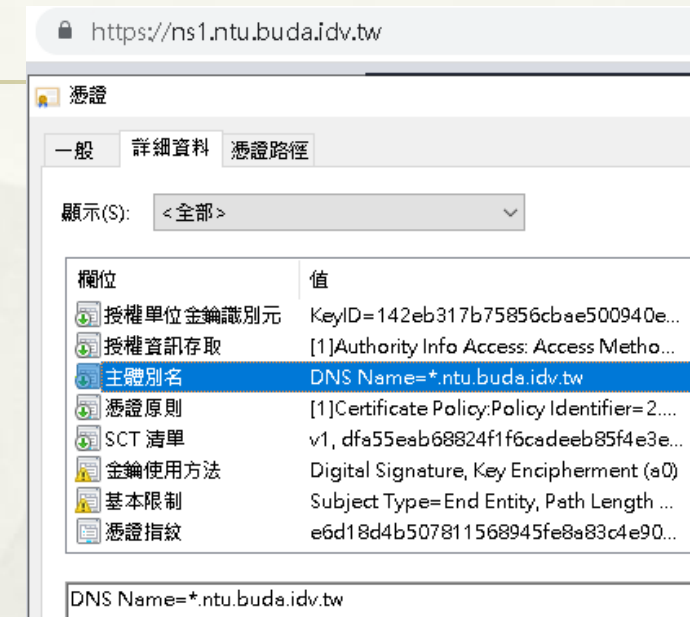 https://ns1.ntu.buda.idv.tw
憑證
一般 詳細資料 憑證路徑
顯示(S): <全部>
欄位 值
授權單位金鑰識別元 KeyID=142eb317b75856cbae500940e...
授權資訊存取 [1]Authority Info Access: Access Metho...
主體別名 DNS Name=*.ntu.buda.idv.tw
憑證原則 [1]Certificate Policy:Policy Identifier=2....
SCT 清單 v1, dfa55eab68824f1f6cadeeb85f4e3e...
金鑰使用方法 Digital Signature, Key Encipherment (a0)
基本限制 Subject Type=End Entity, Path Length ...
憑證指紋 e6d18d4b507811568945fe8a83c4e90...
DNS Name=*.ntu.buda.idv.tw